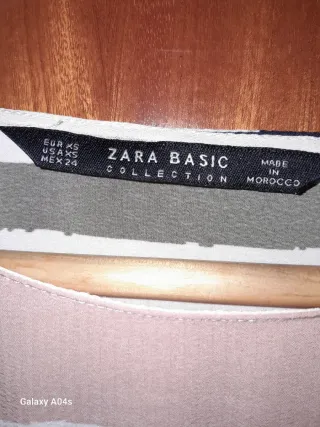 EUR XS
USA XS
MEX 24
ZARA BASIC
COLLECTION
MADE
IN
MOROCCO
Galaxy A04s